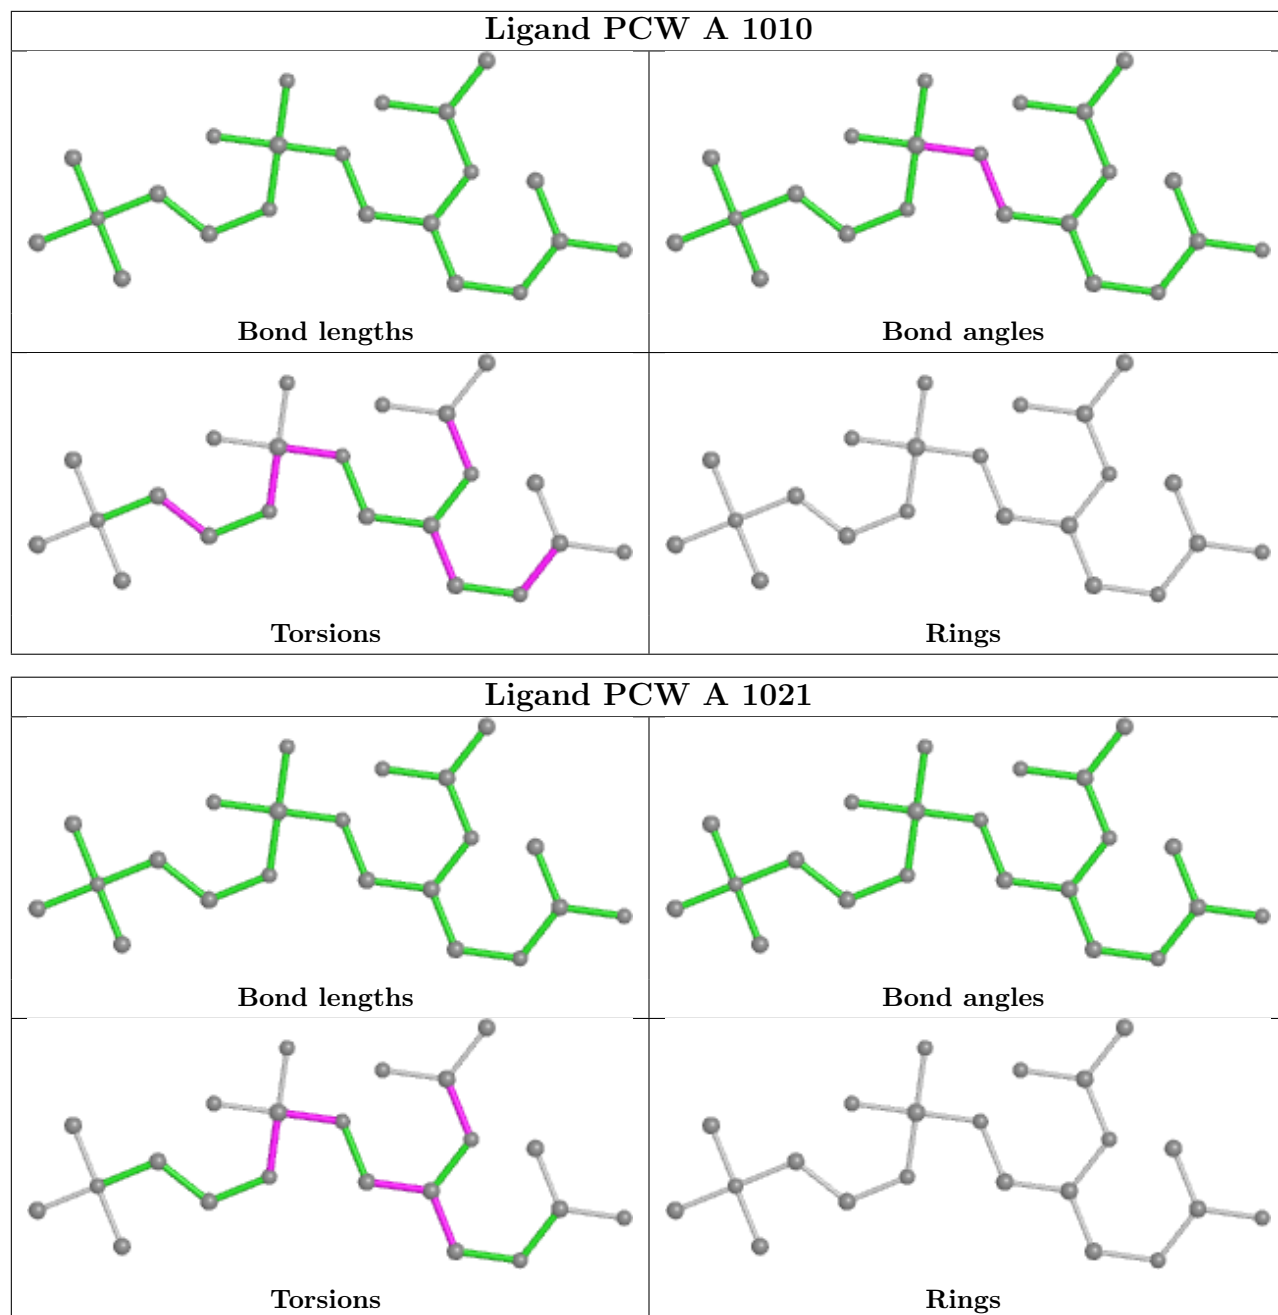 Ligand PCW A 1010
Bond lengths
Bond angles
Torsions
Rings
Ligand PCW A 1021
Bond lengths
Bond angles
Torsions
Rings